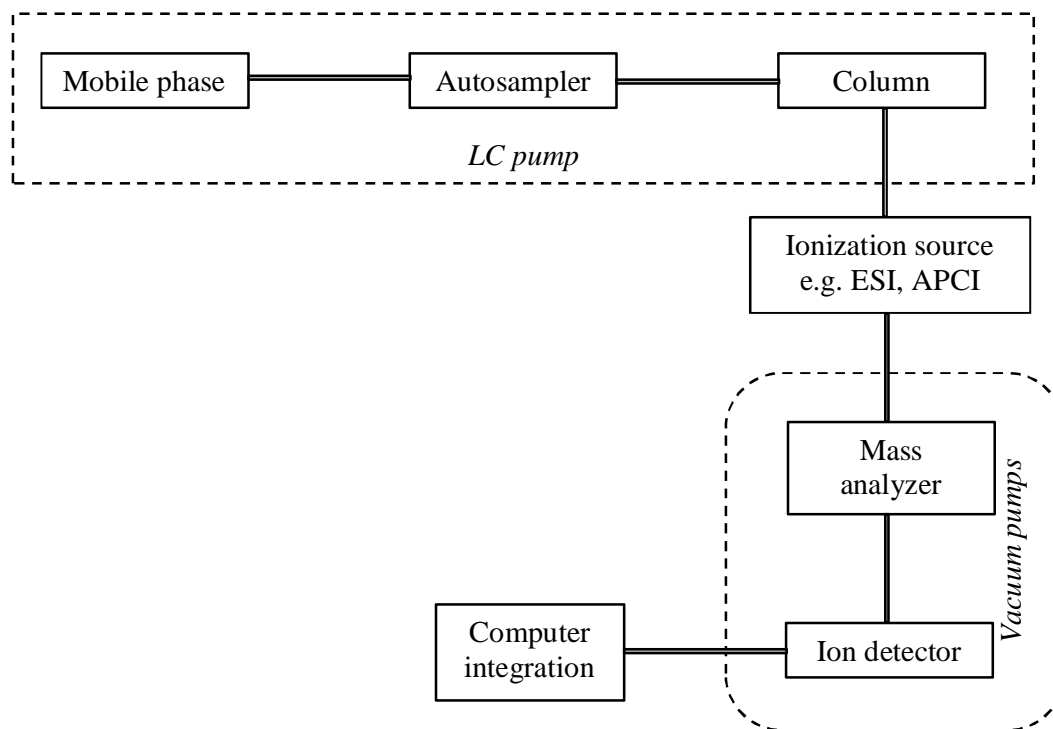 Mobile phase
Autosampler
Column
LC pump
Ionization source
e.g. ESI, APCI
Mass
analyzer
Vacuum pumps
Ion detector
Computer
integration